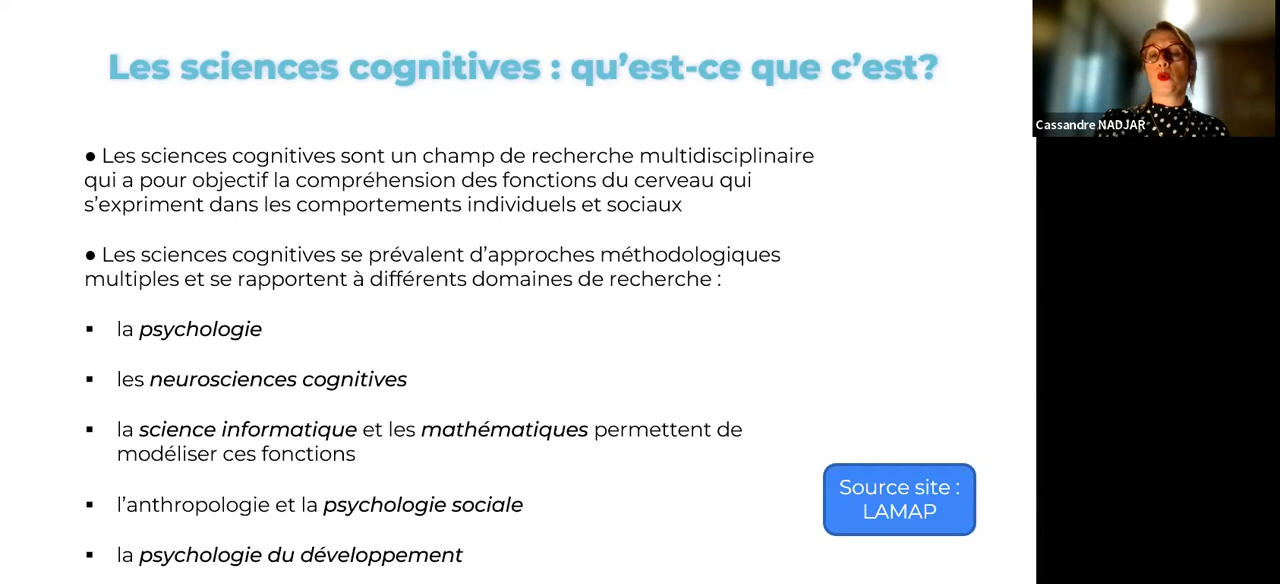 Les sciences cognitives : qu’est-ce que c’est?
Cassandre NADJAR
● Les sciences cognitives sont un champ de recherche multidisciplinaire
qui a pour objectif la compréhension des fonctions du cerveau qui
s’expriment dans les comportements individuels et sociaux
● Les sciences cognitives se prévalent d’approches méthodologiques
multiples et se rapportent à différents domaines de recherche :
▪ la psychologie
▪ les neurosciences cognitives
▪ la science informatique et les mathématiques permettent de
modéliser ces fonctions
▪ l’anthropologie et la psychologie sociale
▪ la psychologie du développement
Source site :
LAMAP